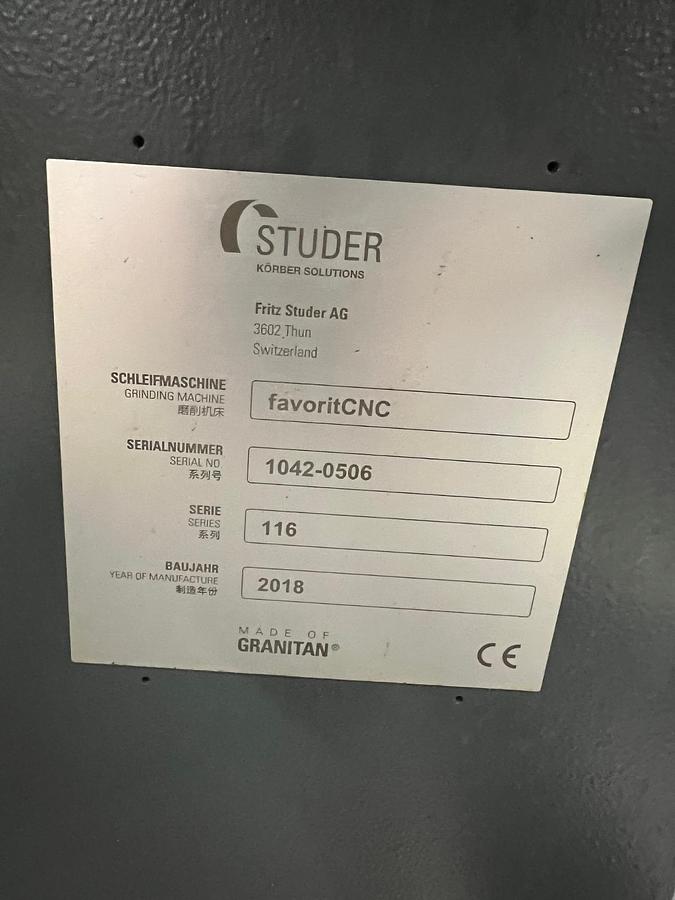 STUDER
KÖRBER SOLUTIONS
Fritz Studer AG
3602 Thun
Switzerland
SCHLEIFMASCHINE
GRINDING MACHINE
磨削机床
favoritCNC
SERIALNUMMER
SERIAL NO.
系列号
1042-0506
SERIE
SERIES
系列
116
BAUJAHR
YEAR OF MANUFACTURE
制造年份
2018
MADE OF
GRANITAN®
CE